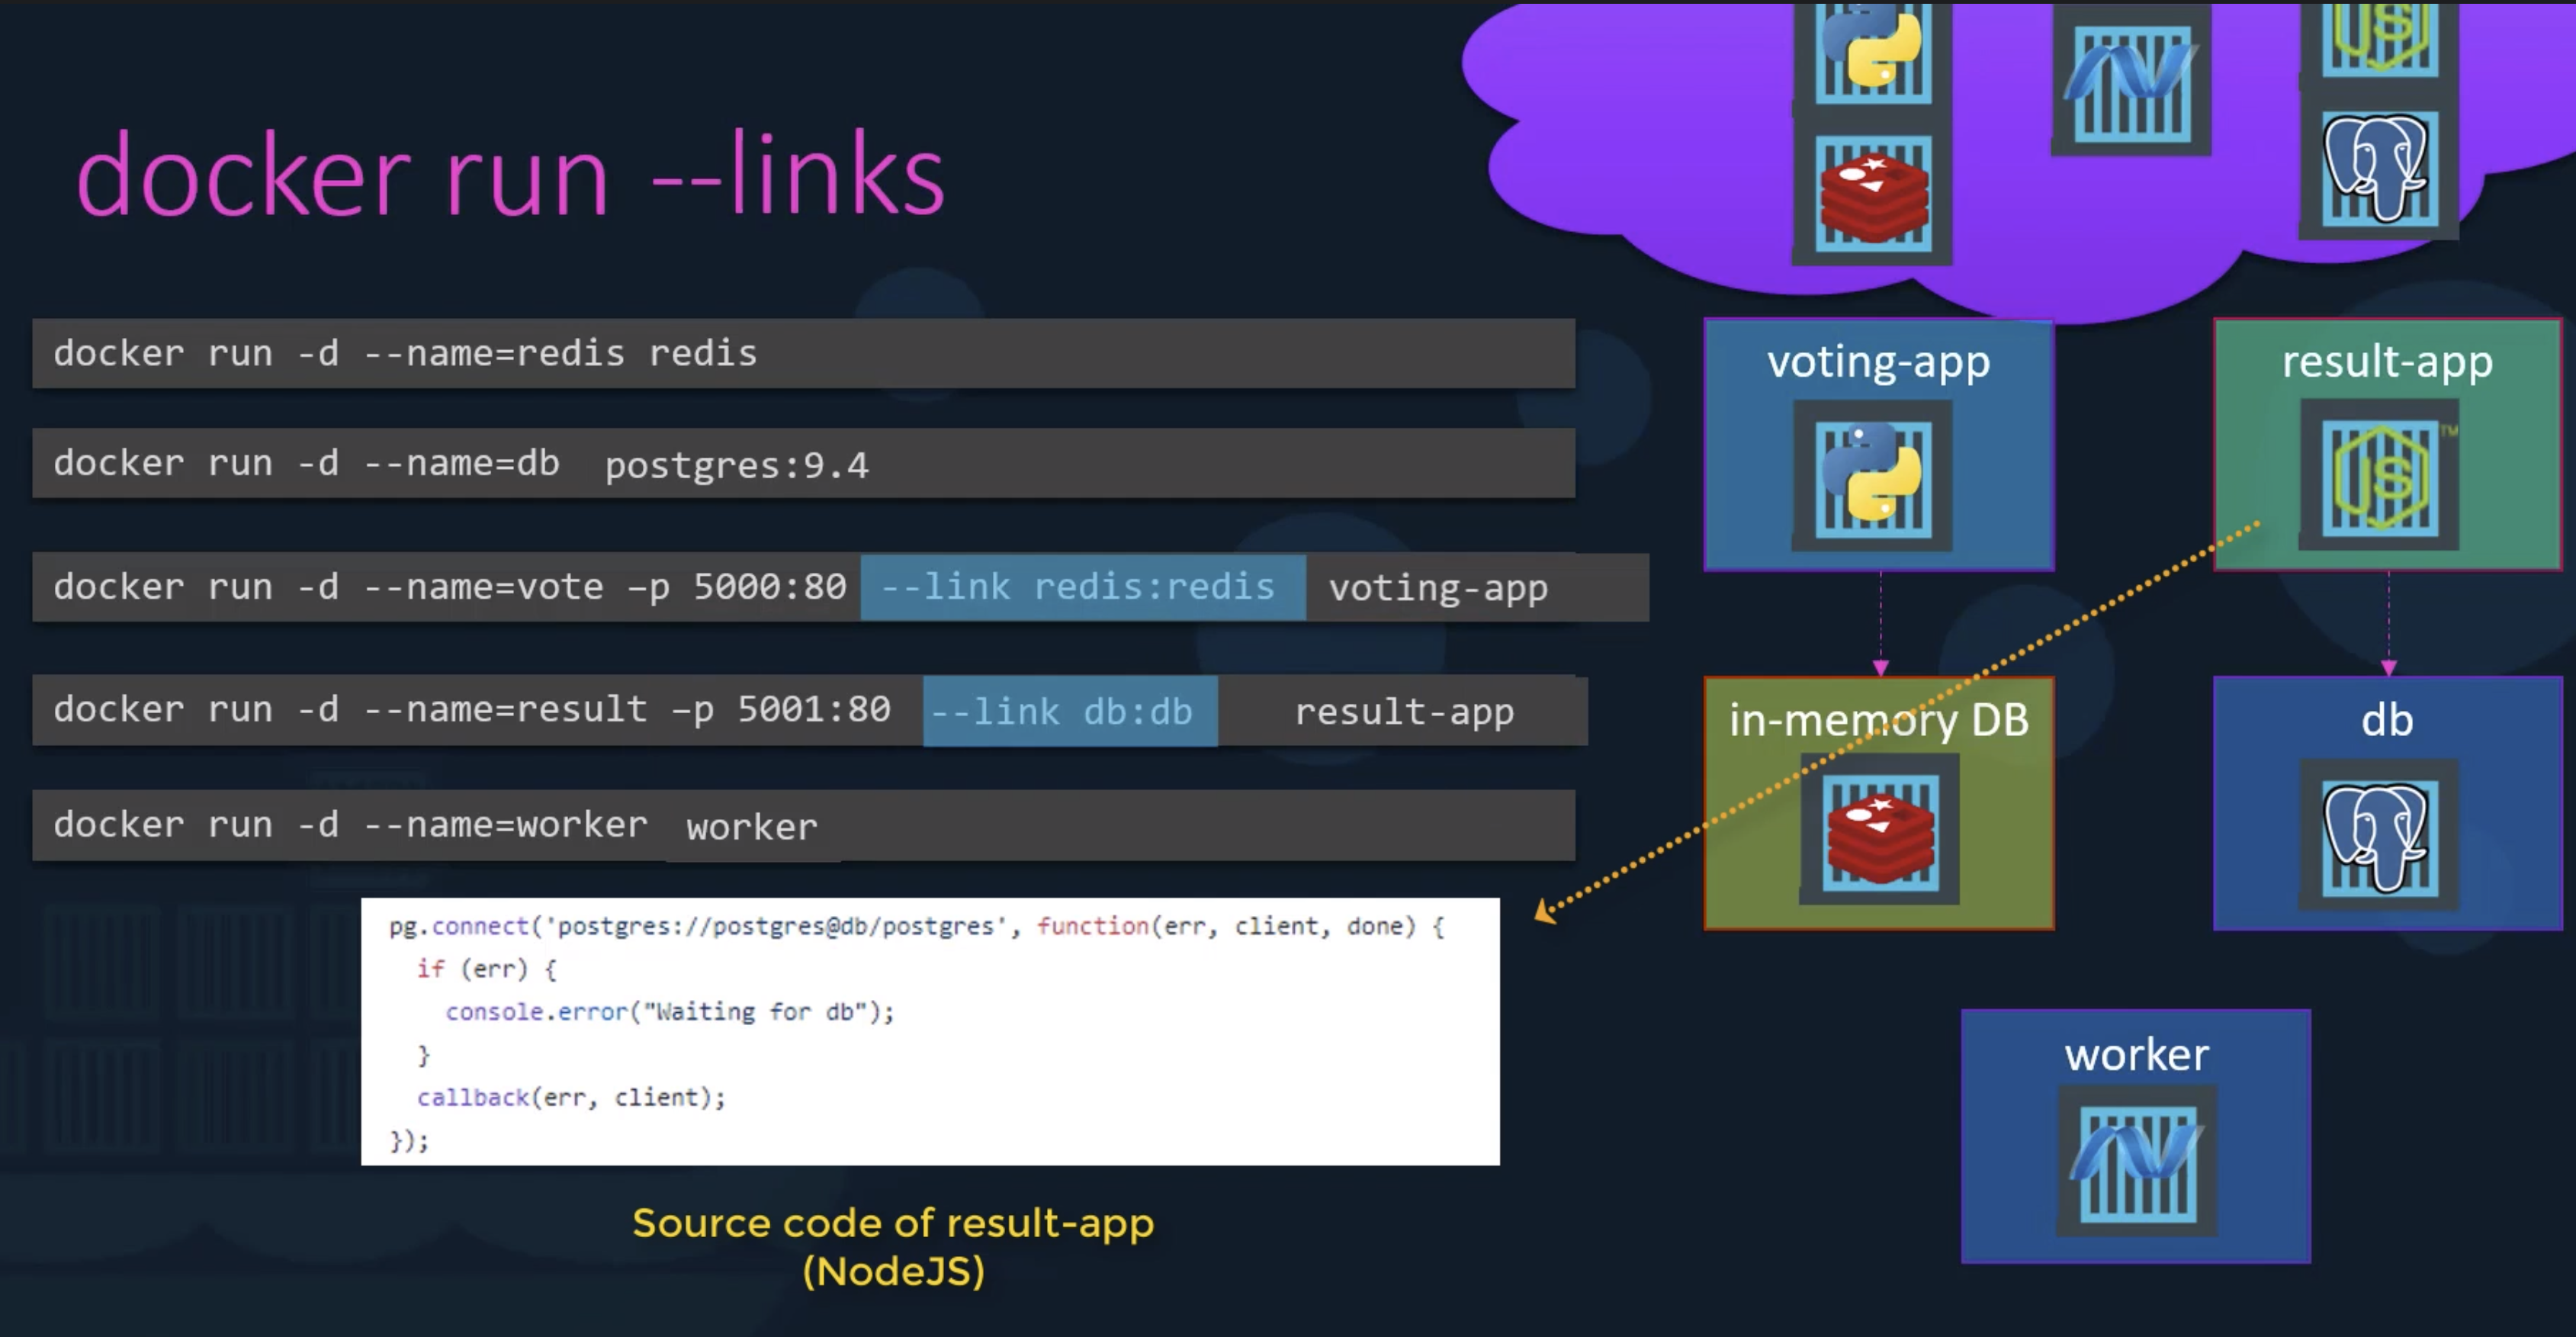 docker run --links
docker run -d --name=redis redis
docker run -d --name=db postgres:9.4
docker run -d --name=vote –p 5000:80 --link redis:redis voting-app
docker run -d --name=result –p 5001:80 --link db:db result-app
docker run -d --name=worker worker
pg.connect('postgres://postgres@db/postgres', function(err, client, done) {
if (err) {
console.error("Waiting for db");
}
callback(err, client);
});
Source code of result-app
(NodeJS)
JS
voting-app
result-app
JS
TM
in-memory DB
db
worker